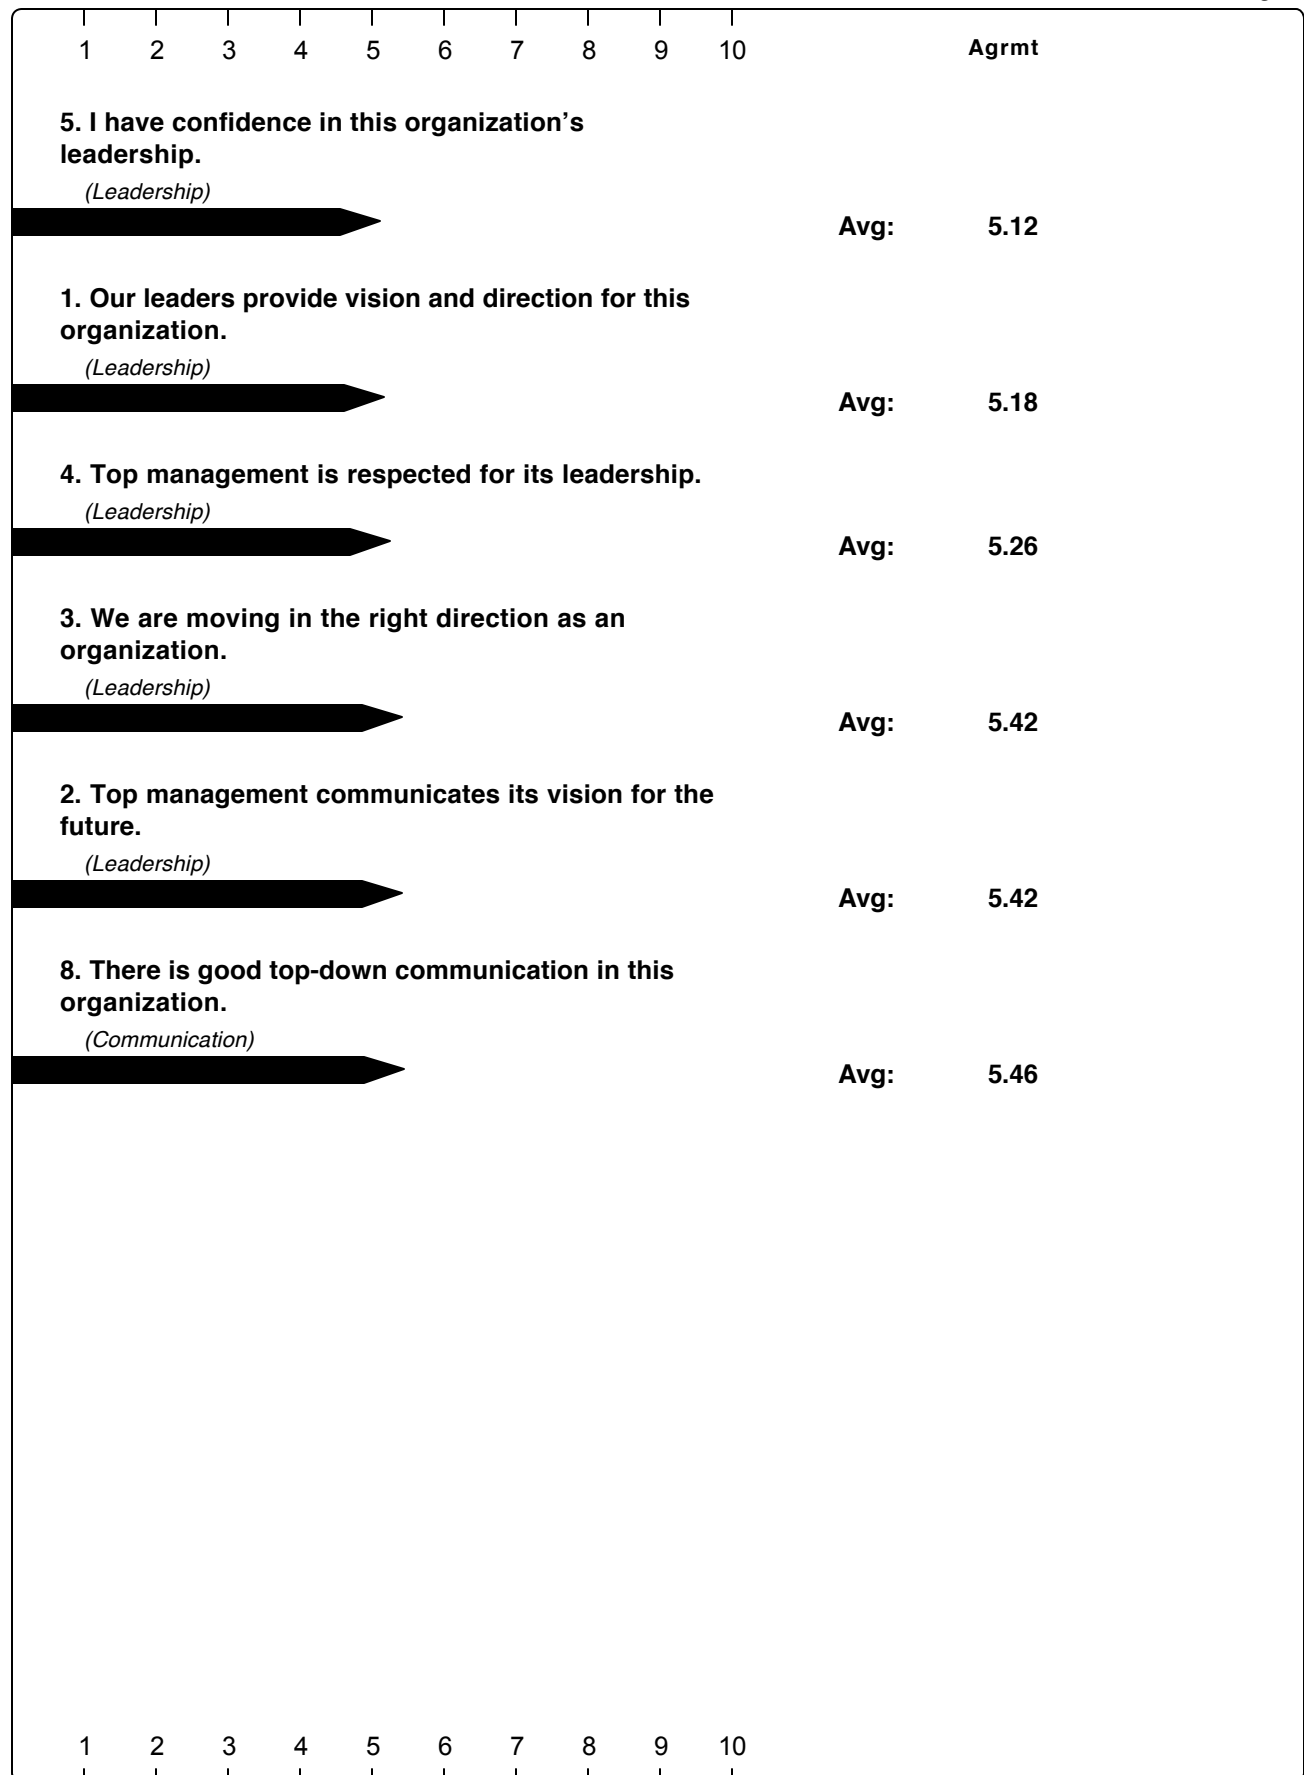 1 2 3 4 5 6 7 8 9 10 Agrmt
5. I have confidence in this organization’s
leadership.
(Leadership)
Avg: 5.12
1. Our leaders provide vision and direction for this
organization.
(Leadership)
Avg: 5.18
4. Top management is respected for its leadership.
(Leadership)
Avg: 5.26
3. We are moving in the right direction as an
organization.
(Leadership)
Avg: 5.42
2. Top management communicates its vision for the
future.
(Leadership)
Avg: 5.42
8. There is good top-down communication in this
organization.
(Communication)
Avg: 5.46
1 2 3 4 5 6 7 8 9 10